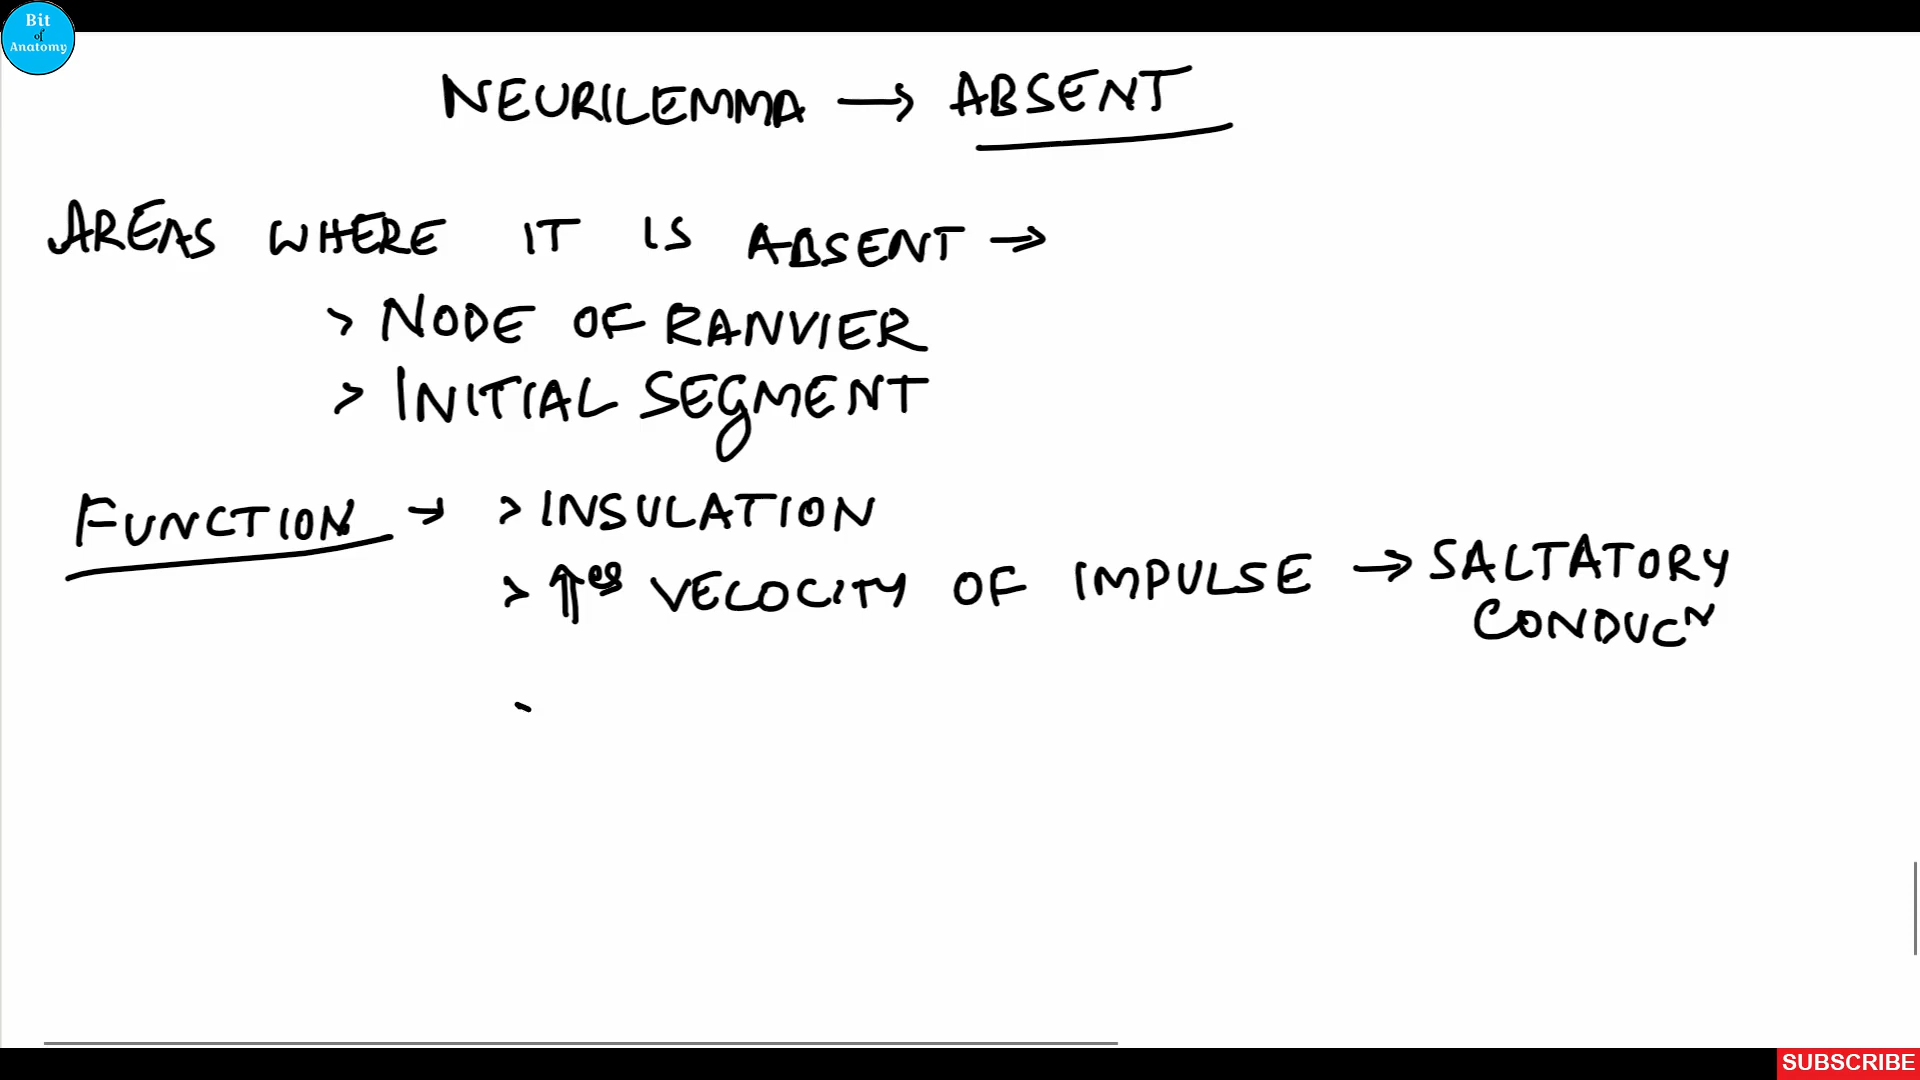 Bit
of
Anatomy
NEURILEMMA → ABSENT
AREAS WHERE IT IS ABSENT →
> NODE OF RANVIER
> INITIAL SEGMENT
FUNCTION → > INSULATION
> ↑es VELOCITY OF IMPULSE → SALTATORY
CONDUCN
SUBSCRIBE